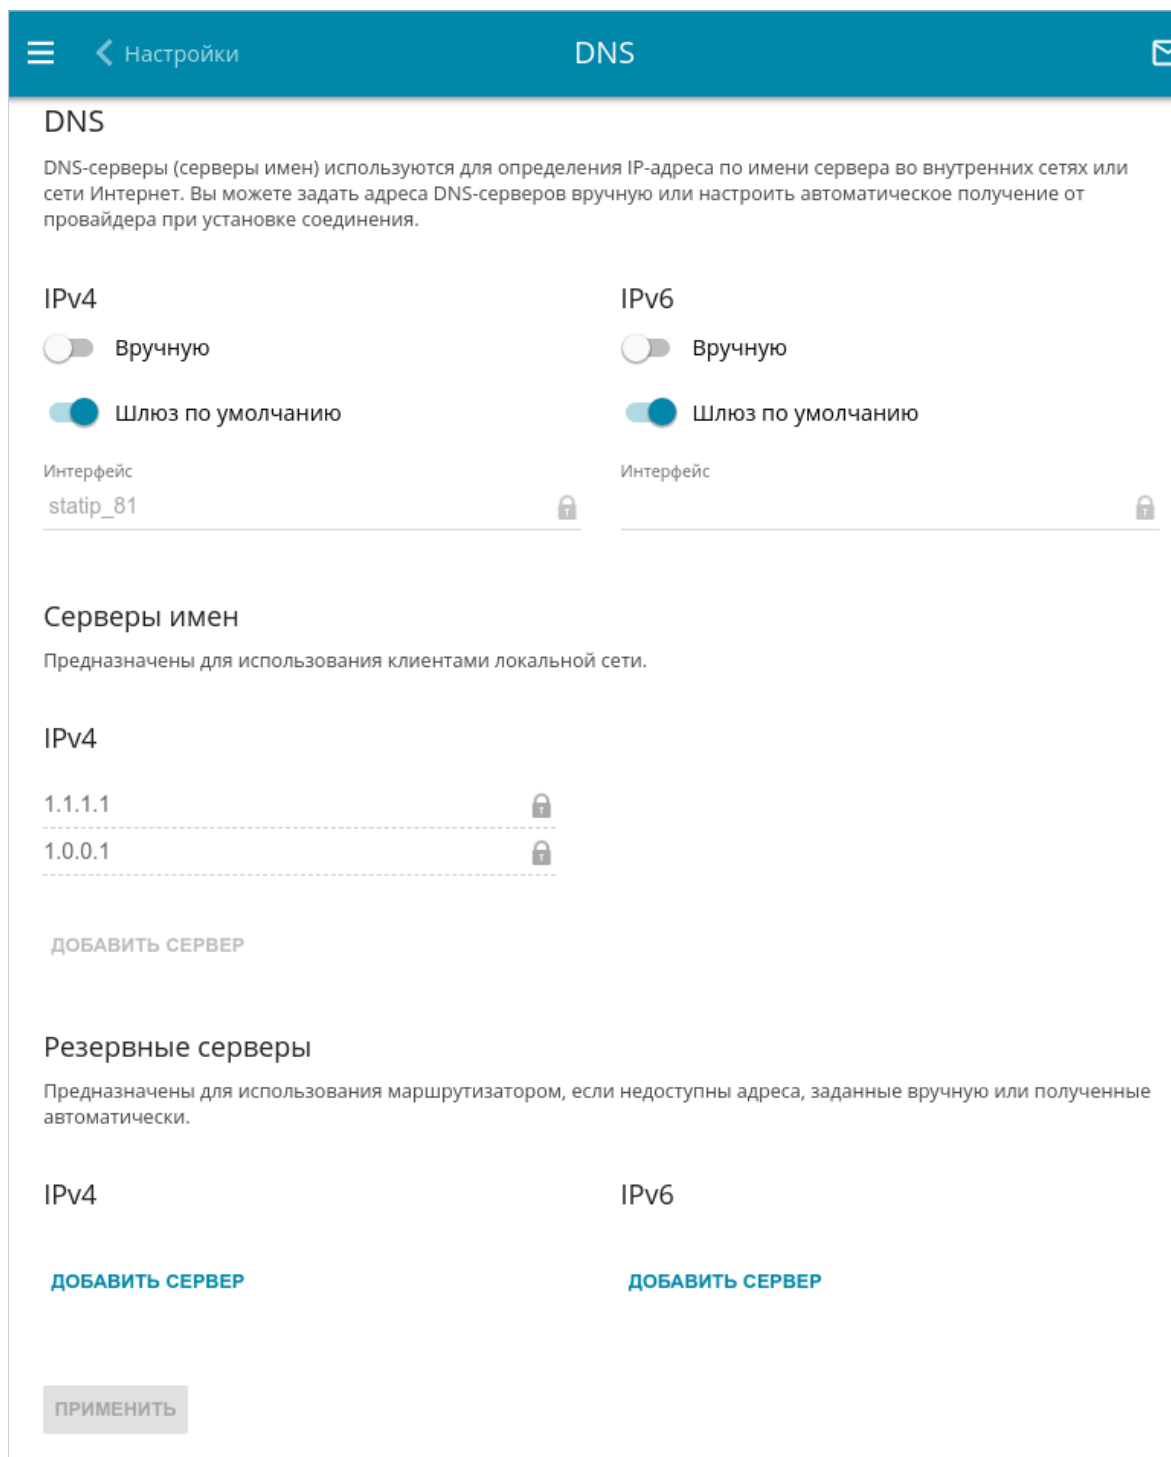 Настройки
DNS
DNS
DNS-серверы (серверы имен) используются для определения IP-адреса по имени сервера во внутренних сетях или
сети Интернет. Вы можете задать адреса DNS-серверов вручную или настроить автоматическое получение от
провайдера при установке соединения.
IPv4
Вручную
Шлюз по умолчанию
Интерфейс
statip_81
IPv6
Вручную
Шлюз по умолчанию
Интерфейс
Серверы имен
Предназначены для использования клиентами локальной сети.
IPv4
1.1.1.1
1.0.0.1
ДОБАВИТЬ СЕРВЕР
Резервные серверы
Предназначены для использования маршрутизатором, если недоступны адреса, заданные вручную или полученные
автоматически.
IPv4
ДОБАВИТЬ СЕРВЕР
IPv6
ДОБАВИТЬ СЕРВЕР
ПРИМЕНИТЬ